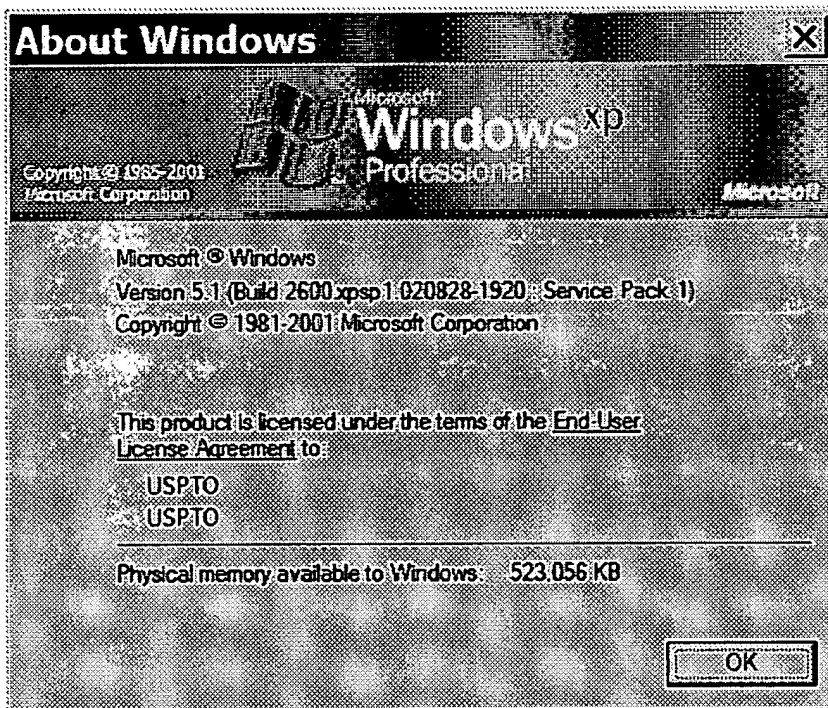 About Windows
Microsoft
Windows xp
Professional
Copyright © 1985-2001
Microsoft Corporation
Microsoft
Microsoft ® Windows
Version 5.1 (Build 2600.xpsp1.020828-1920 : Service Pack 1)
Copyright © 1981-2001 Microsoft Corporation
This product is licensed under the terms of the End-User
License Agreement to:
USPTO
USPTO
Physical memory available to Windows: 523,056 KB
OK